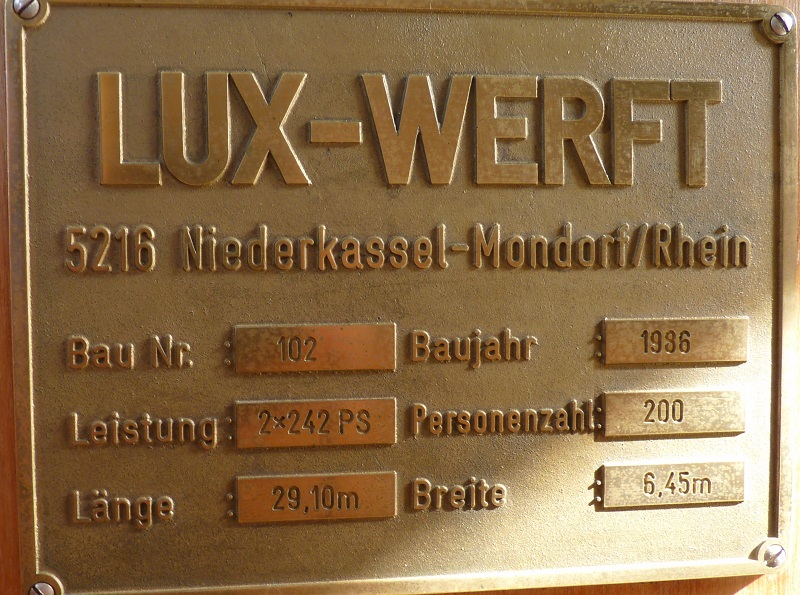 LUX-WERFT
5216 Niederkassel-Mondorf/Rhein
Bau Nr. : 102 Baujahr : 1986
Leistung : 2×242 PS Personenzahl : 200
Länge : 29,10m Breite : 6,45m